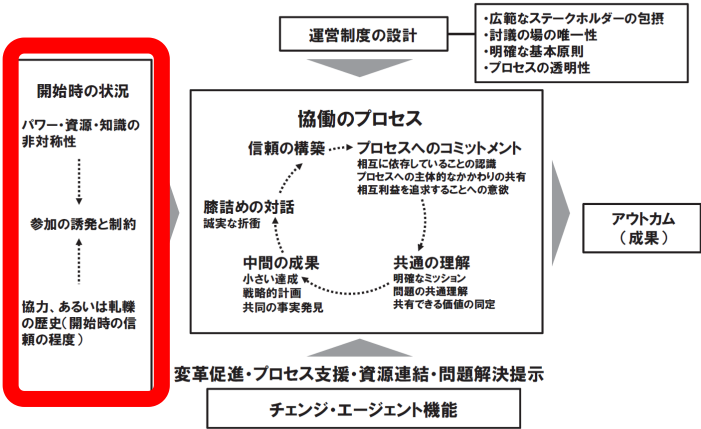 運営制度の設計
・広範なステークホルダーの包摂
・討議の場の唯一性
・明確な基本原則
・プロセスの透明性
開始時の状況
パワー・資源・知識の
非対称性
参加の誘発と制約
協力、あるいは軋轢
の歴史（開始時の信
頼の程度）
協働のプロセス
信頼の構築
プロセスへのコミットメント
相互に依存していることの認識
プロセスへの主体的なかかわりの共有
相互利益を追求することへの意欲
膝詰めの対話
誠実な折衝
中間の成果
小さい達成
戦略的計画
共同の事実発見
共通の理解
明確なミッション
問題の共通理解
共有できる価値の同定
アウトカム
（成果）
変革促進・プロセス支援・資源連結・問題解決提示
チェンジ・エージェント機能